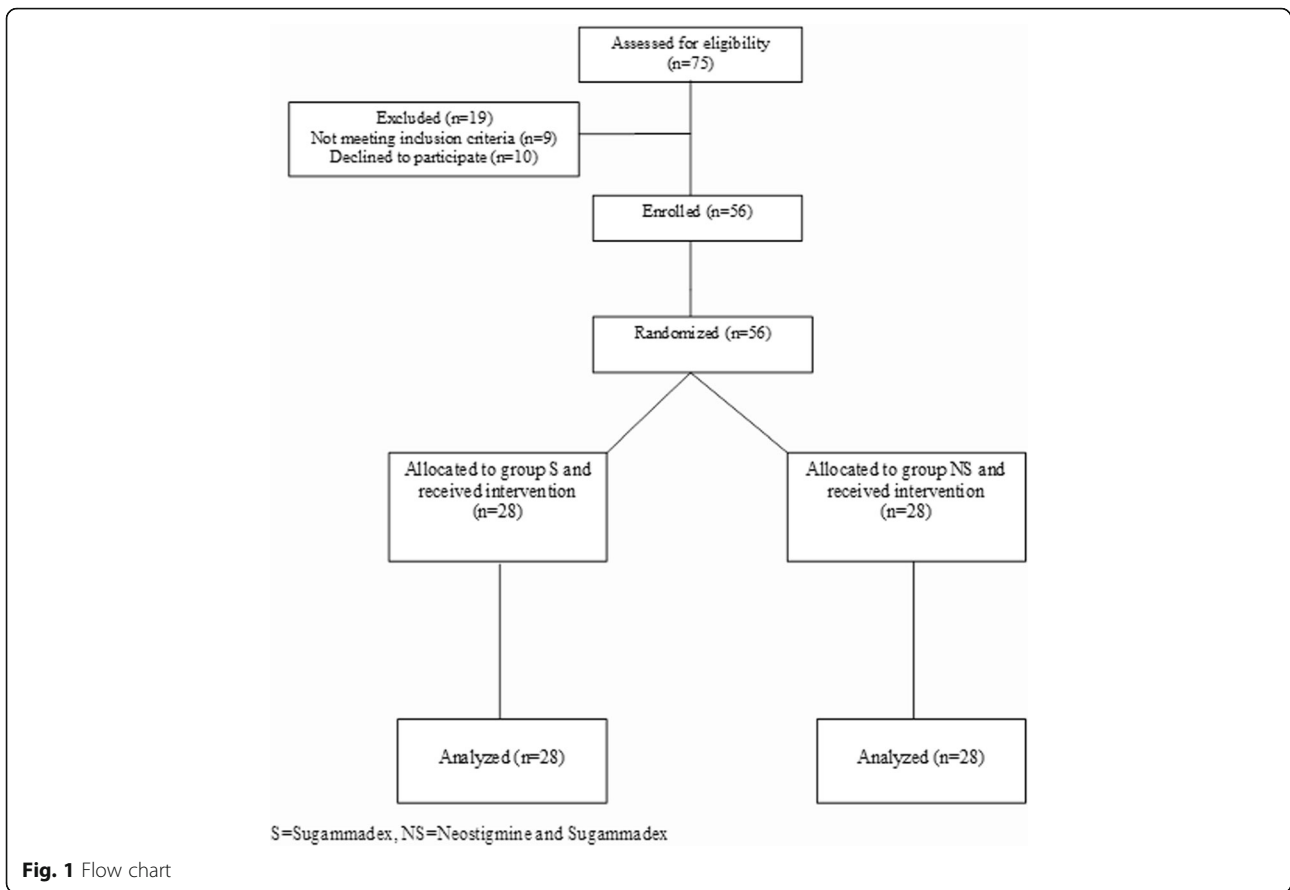 Assessed for eligibility
(n=75)
Excluded (n=19)
Not meeting inclusion criteria (n=9)
Declined to participate (n=10)
Enrolled (n=56)
Randomized (n=56)
Allocated to group S and
received intervention
(n=28)
Allocated to group NS and
received intervention
(n=28)
Analyzed (n=28)
Analyzed (n=28)
S=Sugammadex, NS=Neostigmine and Sugammadex
Fig. 1 Flow chart